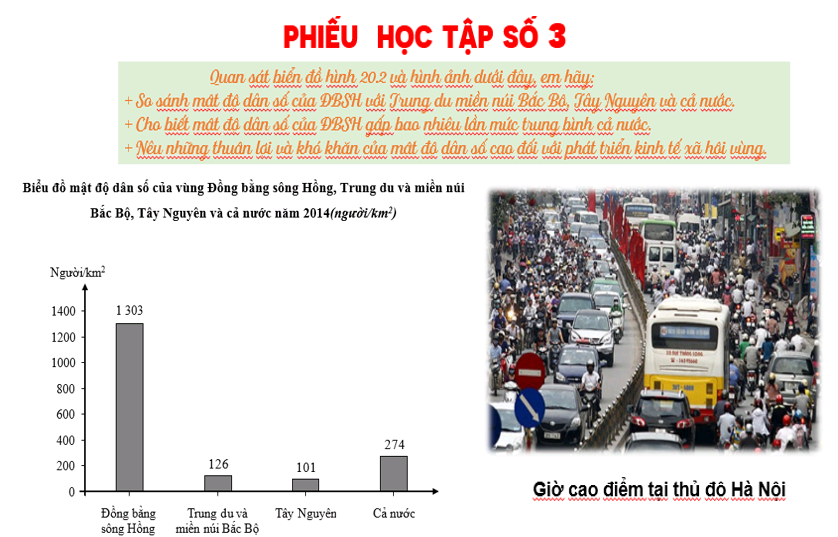 PHIẾU HỌC TẬP SỐ 3
Quan sát biển đồ hình 20.2 và hình ảnh dưới đây, em hãy:
+ So sánh mật độ dân số của ĐBSH với Trung du miền núi Bắc Bộ, Tây Nguyên và cả nước.
+ Cho biết mật độ dân số của ĐBSH gấp bao nhiêu lần mức trung bình cả nước.
+ Nêu những thuận lợi và khó khăn của mật độ dân số cao đối với phát triển kinh tế xã hội vùng.
Biểu đồ mật độ dân số của vùng Đồng bằng sông Hồng, Trung du và miền núi
Bắc Bộ, Tây Nguyên và cả nước năm 2014(người/km²)
Người/km²
1400
1200
1000
800
600
400
200
0
1 303
126
101
274
Đồng bằng
sông Hồng
Trung du và
miền núi Bắc Bộ
Tây Nguyên
Cả nước
Giờ cao điểm tại thủ đô Hà Nội